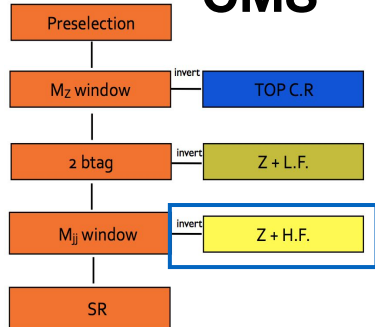 CMS
Preselection
M_Z window
invert
TOP C.R
2 btag
invert
Z + L.F.
M_jj window
invert
Z + H.F.
SR